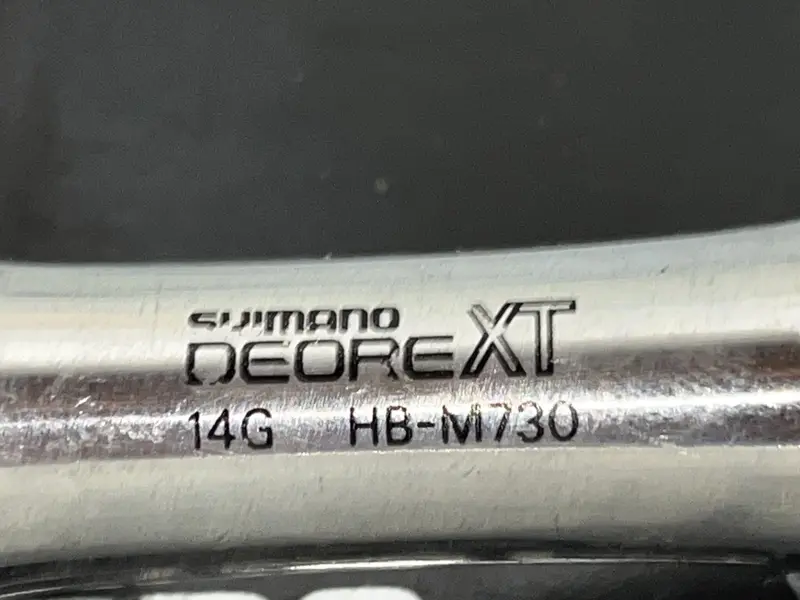 SHIMANO
DEORE XT
14G HB-M730